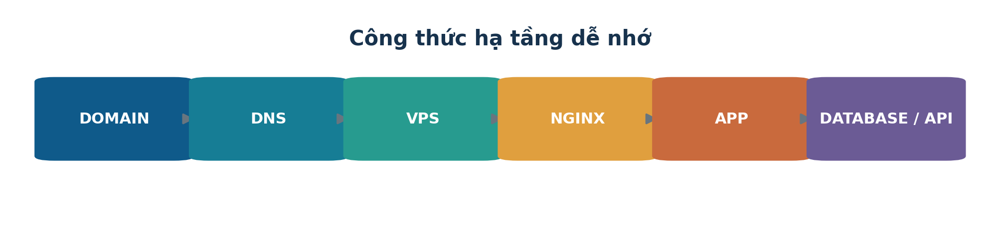 Công thức hạ tầng dễ nhớ
DOMAIN
DNS
VPS
NGINX
APP
DATABASE / API